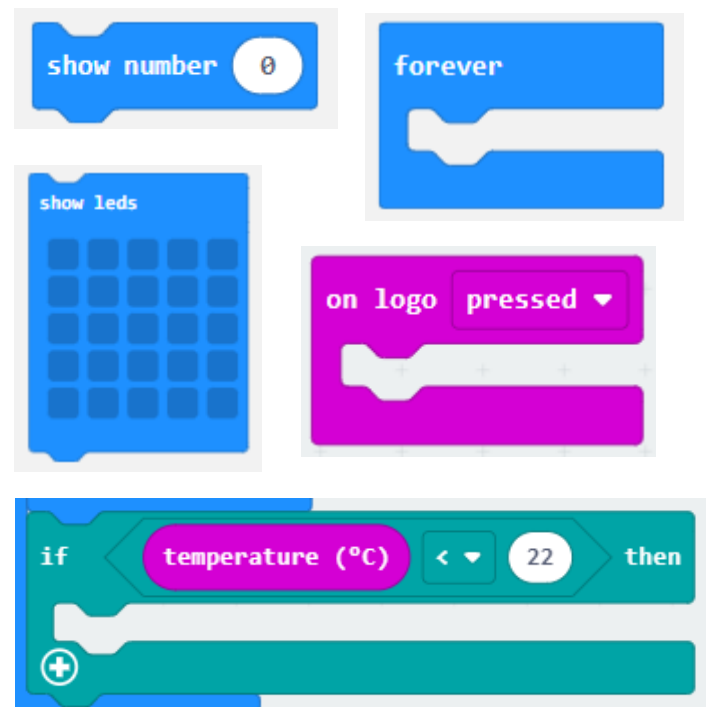 show number 0
forever
show leds
on logo pressed
if temperature (°C) < 22 then